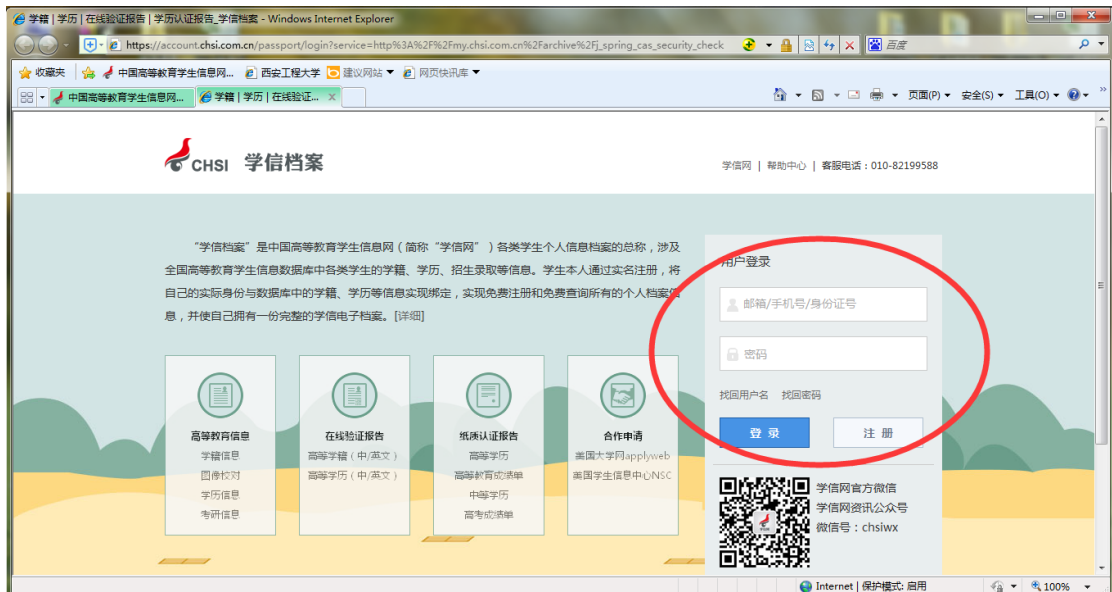 学籍 | 学历 | 在线验证报告 | 学历认证报告_学信档案 - Windows Internet Explorer
https://account.chsi.com.cn/passport/login?service=http%3A%2F%2Fmy.chsi.com.cn%2Farchive%2Fj_spring_cas_security_check
百度
收藏夹 中国高等教育学生信息网... 西安工程大学 建议网站 网页快讯库
中国高等教育学生信息网... 学籍 | 学历 | 在线验证... 页面(P) 安全(S) 工具(O)
CHSI 学信档案
学信网 | 帮助中心 | 客服电话：010-82199588
“学信档案”是中国高等教育学生信息网（简称“学信网”）各类学生个人信息档案的总称，涉及
全国高等教育学生信息数据库中各类学生的学籍、学历、招生录取等信息。学生本人通过实名注册，将
自己的实际身份与数据库中的学籍、学历等信息实现绑定，实现免费注册和免费查询所有的个人档案信
息，并使自己拥有一份完整的学信电子档案。[详细]
高等教育信息
学籍信息
图像校对
学历信息
考研信息
在线验证报告
高等学籍（中/英文）
高等学历（中/英文）
纸质认证报告
高等学历
高等教育成绩单
中等学历
高考成绩单
合作申请
美国大学网applyweb
美国学生信息中心NSC
用户登录
邮箱/手机号/身份证号
密码
找回用户名 找回密码
登 录 注 册
学信网官方微信
学信网资讯公众号
微信号：chsiwx
Internet | 保护模式: 启用 100%